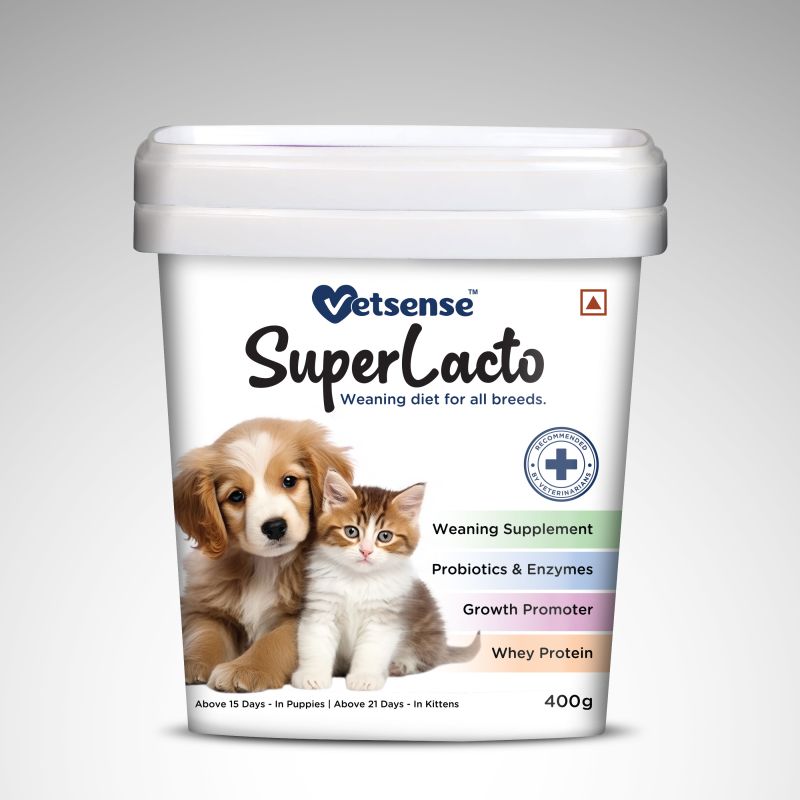 Vetsense™
SuperLacto
Weaning diet for all breeds.
RECOMMENDED
BY VETERINARIANS
Weaning Supplement
Probiotics & Enzymes
Growth Promoter
Whey Protein
Above 15 Days - In Puppies | Above 21 Days - In Kittens
400g